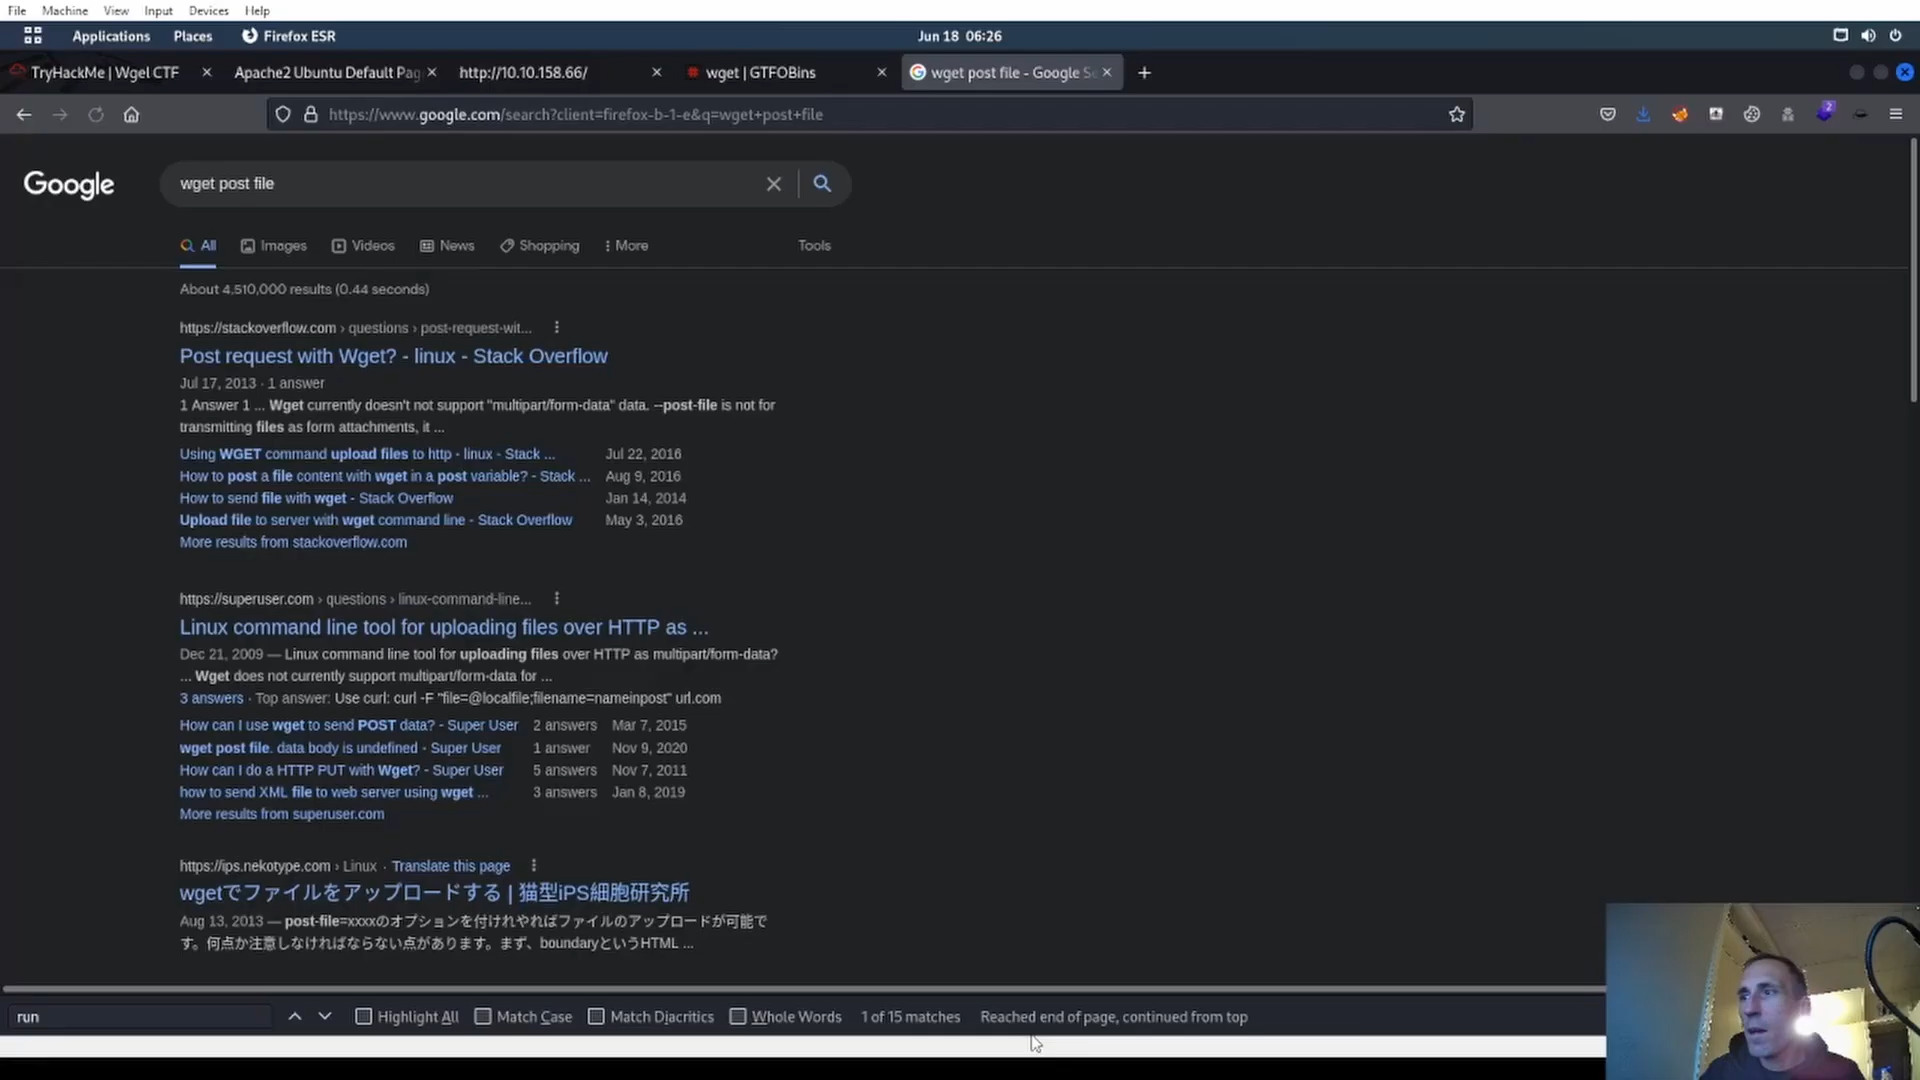 File Machine View Input Devices Help
Applications Places Firefox ESR Jun 18 06:26
TryHackMe | Wgel CTF Apache2 Ubuntu Default Pag http://10.10.158.66/ wget | GTFOBins wget post file - Google Se
https://www.google.com/search?client=firefox-b-1-e&q=wget+post+file 2
Google wget post file
All Images Videos News Shopping More Tools
About 4,510,000 results (0.44 seconds)
https://stackoverflow.com › questions › post-request-wit...
Post request with Wget? - linux - Stack Overflow
Jul 17, 2013 · 1 answer
1 Answer 1 ... Wget currently doesn't not support "multipart/form-data" data. --post-file is not for
transmitting files as form attachments, it ...
Using WGET command upload files to http - linux - Stack ... Jul 22, 2016
How to post a file content with wget in a post variable? - Stack ... Aug 9, 2016
How to send file with wget - Stack Overflow Jan 14, 2014
Upload file to server with wget command line - Stack Overflow May 3, 2016
More results from stackoverflow.com
https://superuser.com › questions › linux-command-line...
Linux command line tool for uploading files over HTTP as ...
Dec 21, 2009 — Linux command line tool for uploading files over HTTP as multipart/form-data?
... Wget does not currently support multipart/form-data for ...
3 answers · Top answer: Use curl: curl -F "file=@localfile;filename=nameinpost" url.com
How can I use wget to send POST data? - Super User 2 answers Mar 7, 2015
wget post file. data body is undefined - Super User 1 answer Nov 9, 2020
How can I do a HTTP PUT with Wget? - Super User 5 answers Nov 7, 2011
how to send XML file to web server using wget ... 3 answers Jan 8, 2019
More results from superuser.com
https://ips.nekotype.com › Linux · Translate this page
wgetでファイルをアップロードする | 猫型iPS細胞研究所
Aug 13, 2013 — post-file=xxxxのオプションを付けれやればファイルのアップロードが可能で
す。何点か注意しなければならない点があります。まず、boundaryというHTML ...
run Highlight All Match Case Match Diacritics Whole Words 1 of 15 matches Reached end of page, continued from top